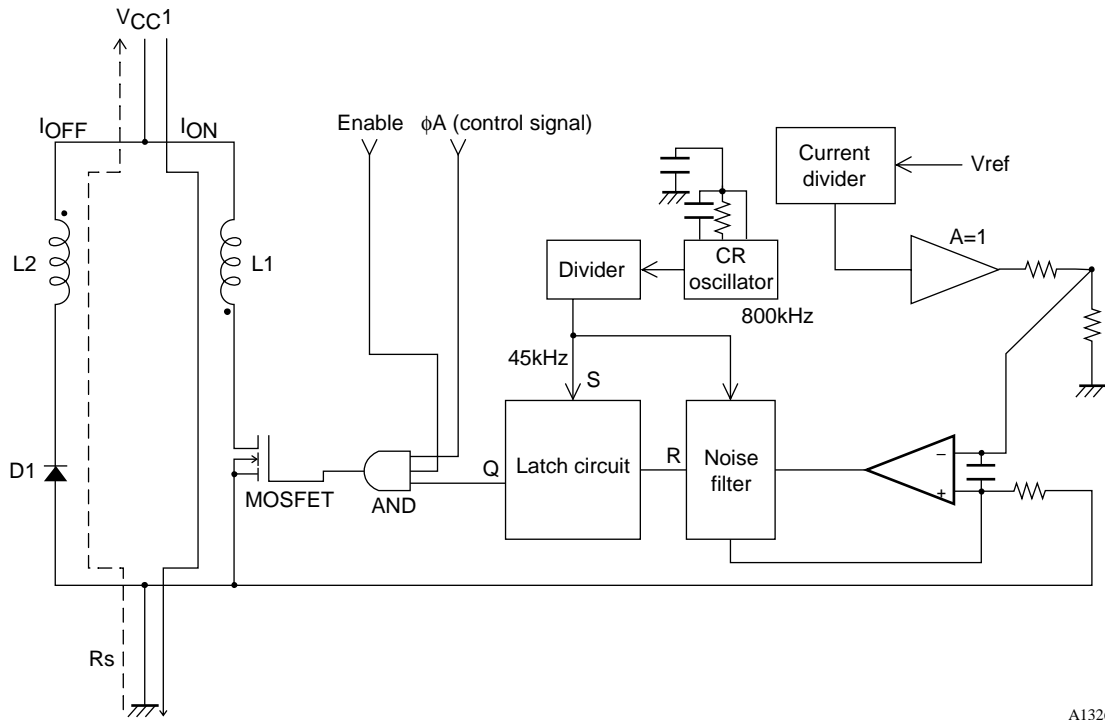 VCC1
IOFF
ION
Enable
ϕA (control signal)
Current
divider
Vref
A=1
L2
L1
Divider
CR
oscillator
800kHz
45kHz
S
D1
MOSFET
AND
Q
Latch circuit
R
Noise
filter
−
+
Rs